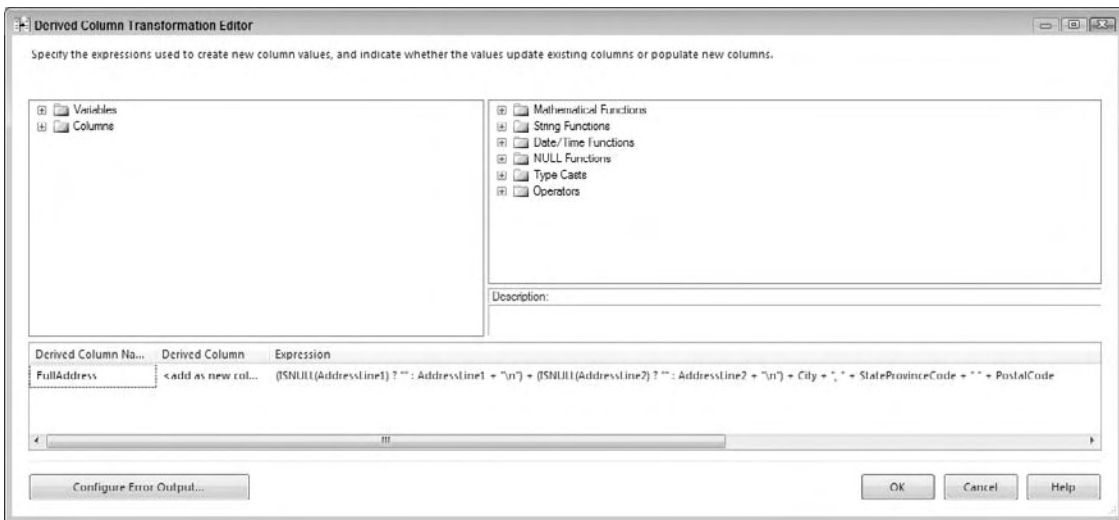 Derived Column Transformation Editor
Specify the expressions used to create new column values, and indicate whether the values update existing columns or populate new columns.
Variables
Columns
Mathematical Functions
String Functions
Date/Time Functions
NULL Functions
Type Casts
Operators
Description:
Derived Column Na... Derived Column Expression
FullAddress <add as new col... (ISNULL(AddressLine1) ? "" : AddressLine1 + "\n") + (ISNULL(AddressLine2) ? "" : AddressLine2 + "\n") + City + ", " + StateProvinceCode + " " + PostalCode
Configure Error Output... OK Cancel Help